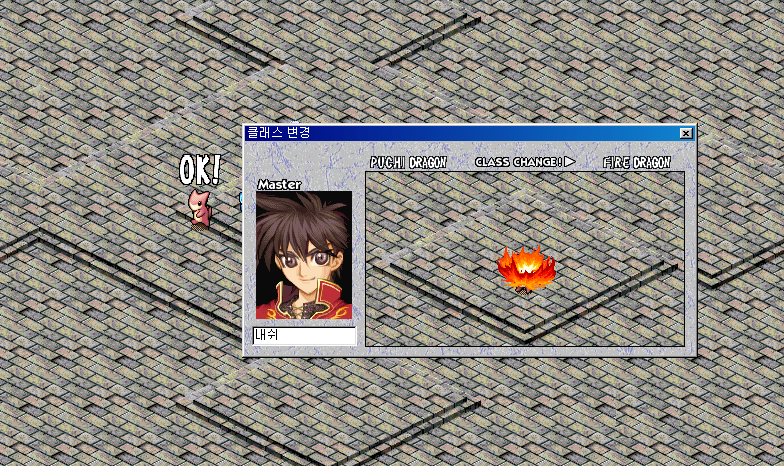 클래스 변경
PUCHI DRAGON CLASS CHANGE! FIRE DRAGON
OK!
Master
내쉬